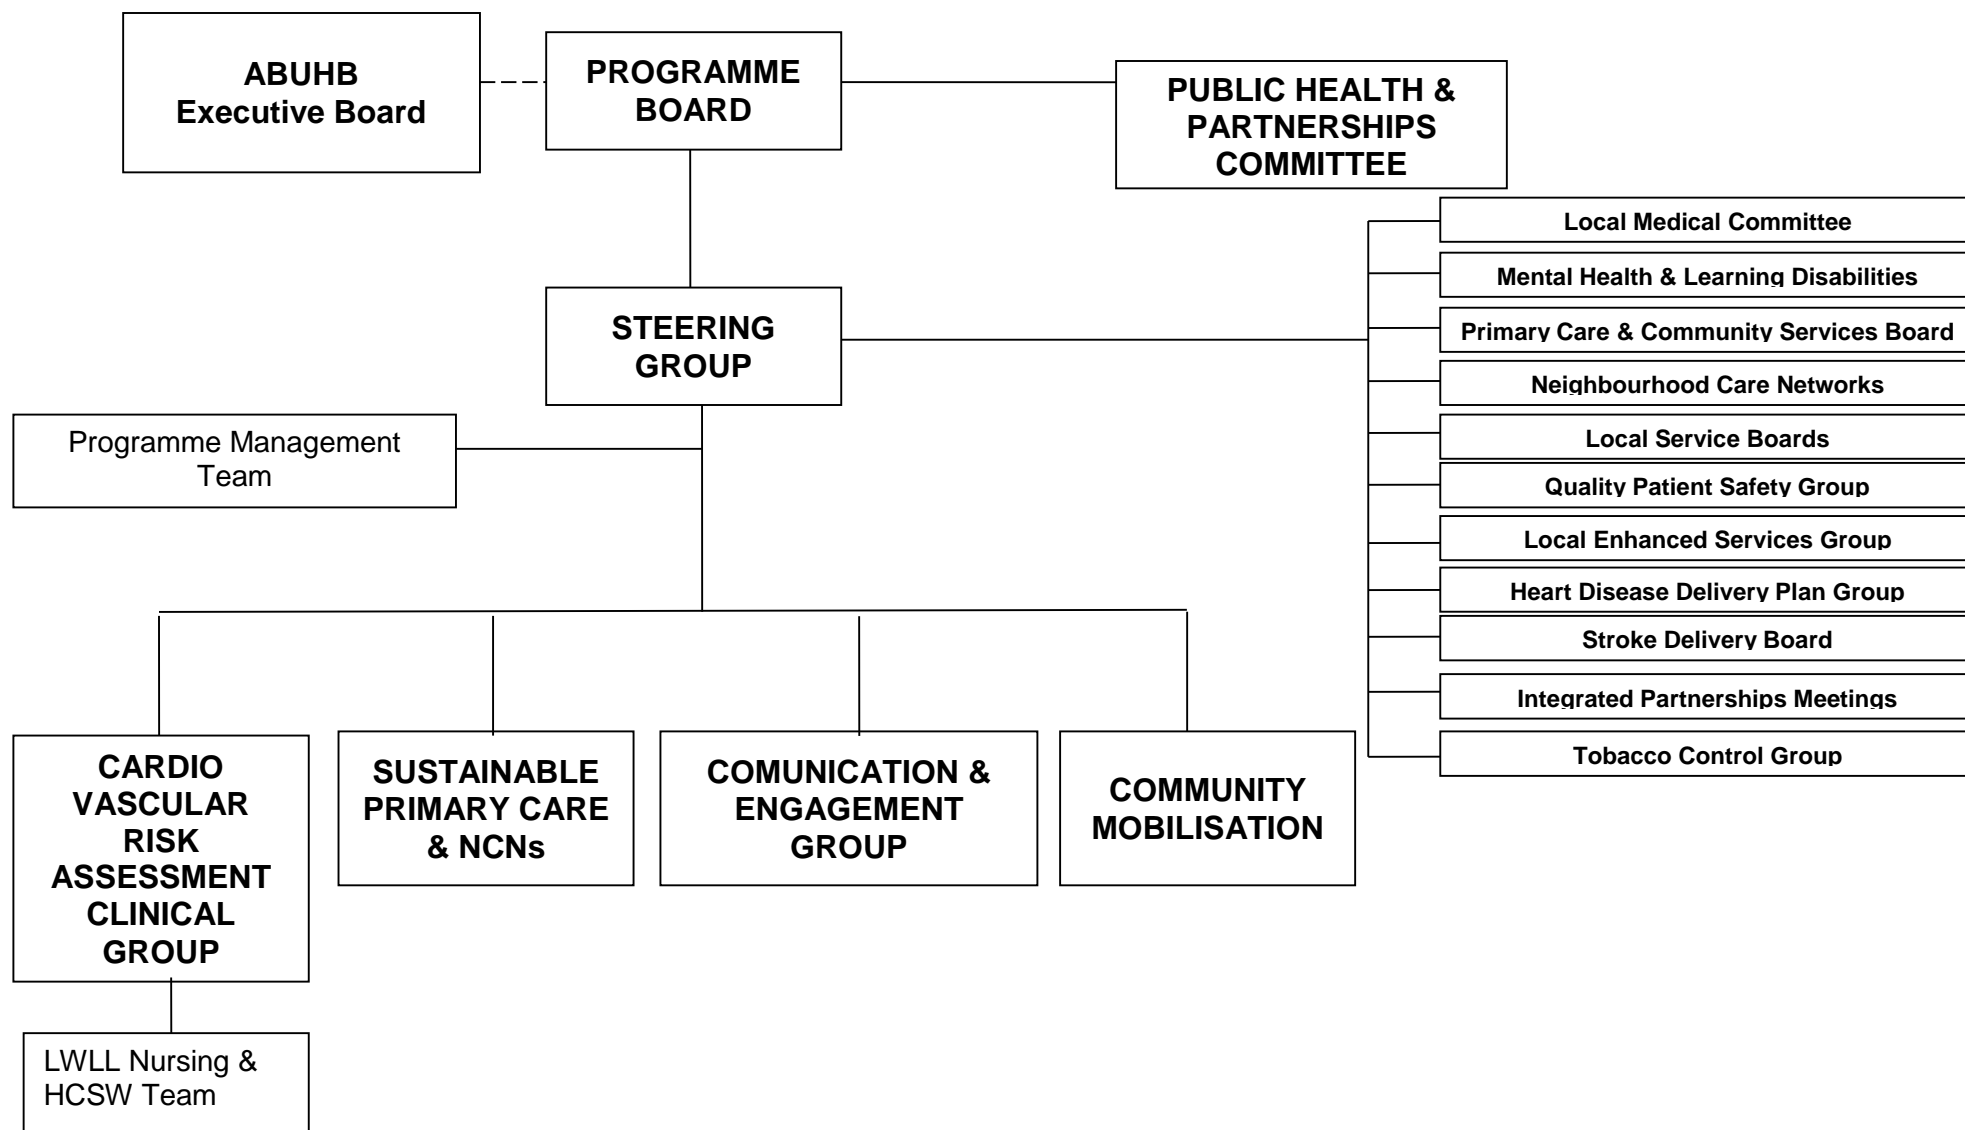 ABUHB
Executive Board
PROGRAMME
BOARD
PUBLIC HEALTH &
PARTNERSHIPS
COMMITTEE
Local Medical Committee
Mental Health & Learning Disabilities
Primary Care & Community Services Board
Neighbourhood Care Networks
Local Service Boards
Quality Patient Safety Group
Local Enhanced Services Group
Heart Disease Delivery Plan Group
Stroke Delivery Board
Integrated Partnerships Meetings
Tobacco Control Group
STEERING
GROUP
Programme Management
Team
CARDIO
VASCULAR
RISK
ASSESSMENT
CLINICAL
GROUP
SUSTAINABLE
PRIMARY CARE
& NCNs
COMUNICATION &
ENGAGEMENT
GROUP
COMMUNITY
MOBILISATION
LWLL Nursing &
HCSW Team